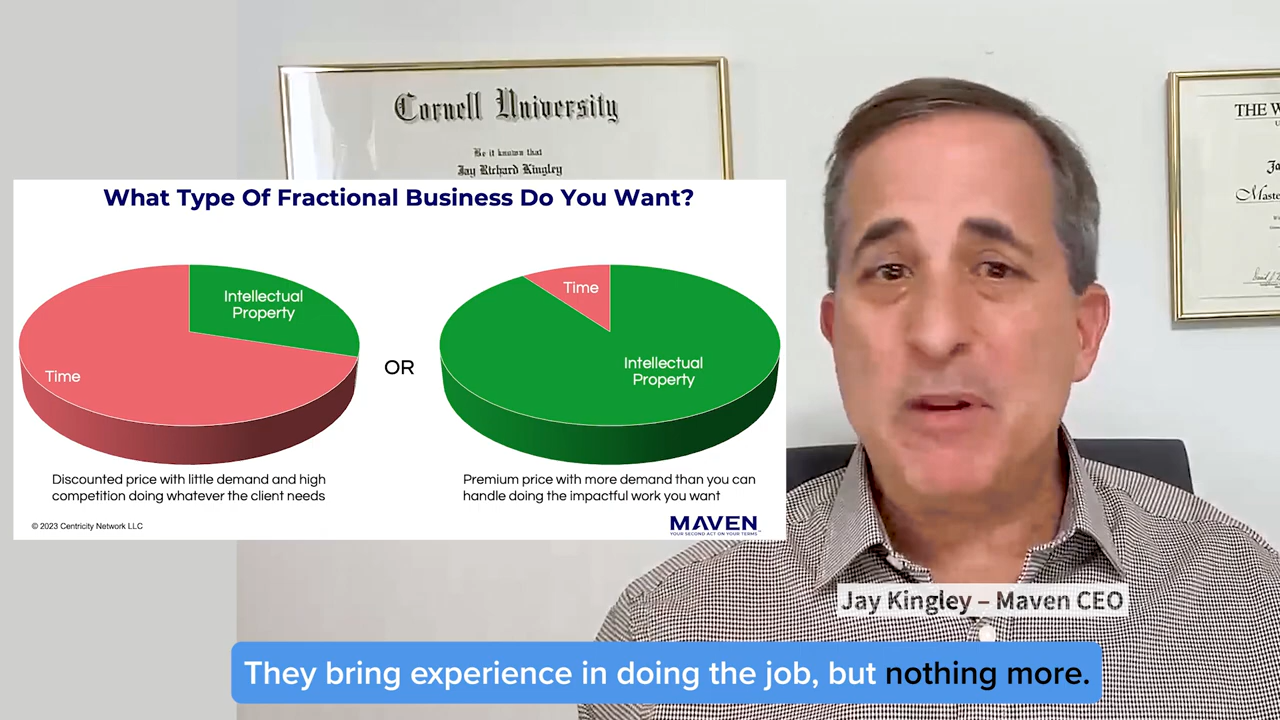 Cornell University
Be it known that
Jay Richard Kingley
THE W
Ja
Maste
What Type Of Fractional Business Do You Want?
Intellectual
Property
Time
OR
Time
Intellectual
Property
Discounted price with little demand and high
competition doing whatever the client needs
Premium price with more demand than you can
handle doing the impactful work you want
© 2023 Centricity Network LLC
MAVEN
YOUR SECOND ACT ON YOUR TERMS
Jay Kingley – Maven CEO
They bring experience in doing the job, but nothing more.